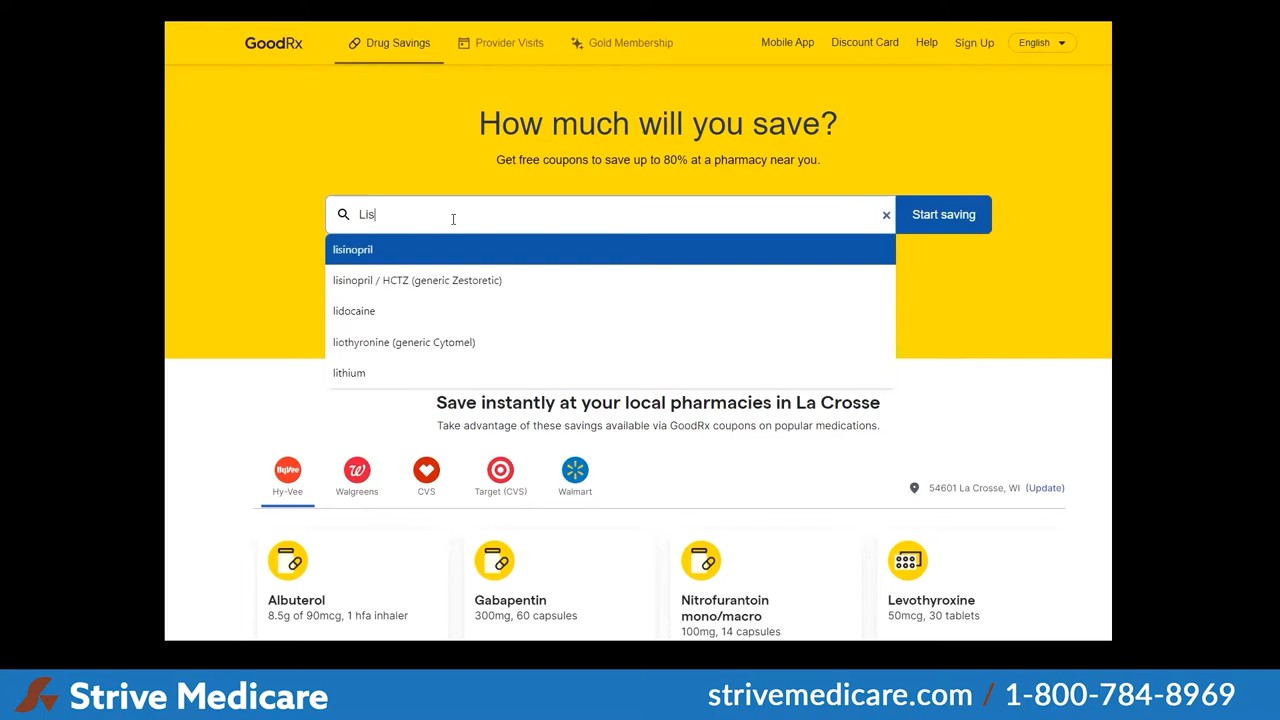 GoodRx
Drug Savings
Provider Visits
Gold Membership
Mobile App
Discount Card
Help
Sign Up
English
How much will you save?
Get free coupons to save up to 80% at a pharmacy near you.
Lis
Start saving
lisinopril
lisinopril / HCTZ (generic Zestoretic)
lidocaine
liothyronine (generic Cytomel)
lithium
Save instantly at your local pharmacies in La Crosse
Take advantage of these savings available via GoodRx coupons on popular medications.
HyVee
Hy-Vee
Walgreens
CVS
Target (CVS)
Walmart
54601 La Crosse, WI (Update)
Albuterol
8.5g of 90mcg, 1 hfa inhaler
Gabapentin
300mg, 60 capsules
Nitrofurantoin
mono/macro
100mg, 14 capsules
Levothyroxine
50mcg, 30 tablets
Strive Medicare
strivemedicare.com / 1-800-784-8969